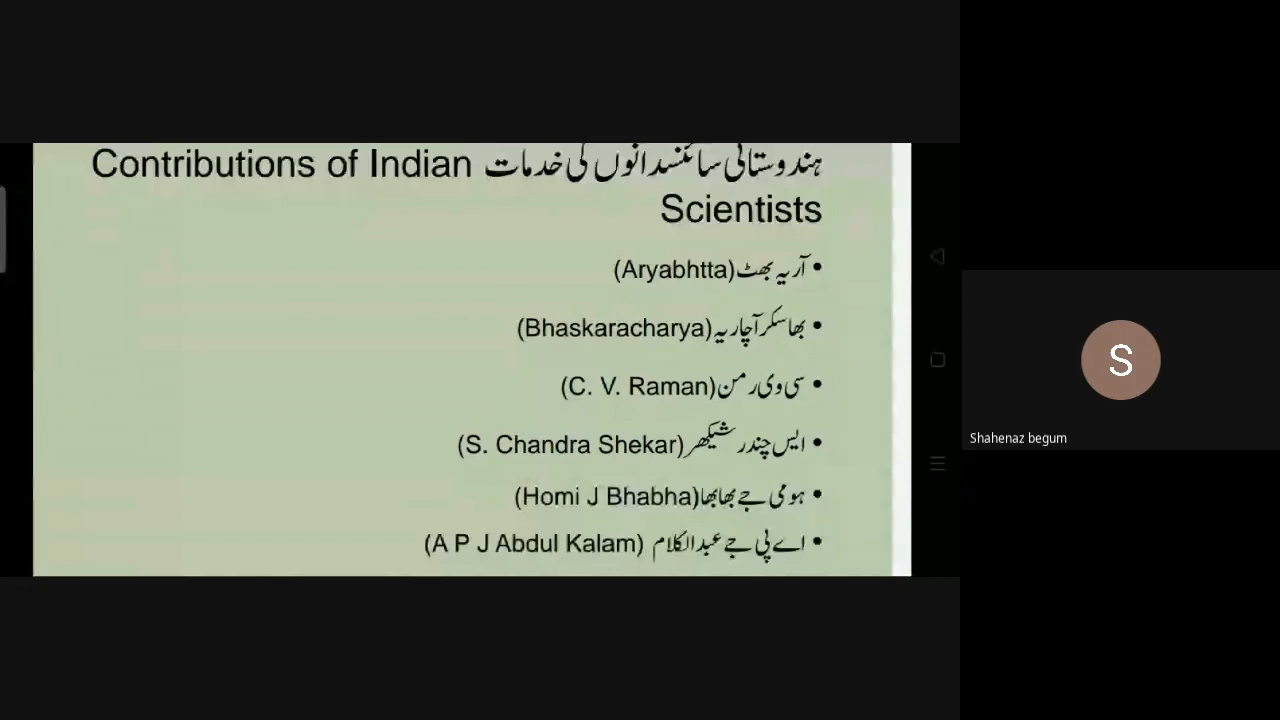 ہندوستانی سائنسدانوں کی خدمات Contributions of Indian
Scientists
• آریہ بھٹ(Aryabhtta)
• بھاسکر آچاریہ(Bhaskaracharya)
• سی وی رمن(C. V. Raman)
• ایس چندر شیکھر(S. Chandra Shekar)
• ہومی جے بھابھا(Homi J Bhabha)
• اے پی جے عبدالکلام (A P J Abdul Kalam)
S
Shahenaz begum